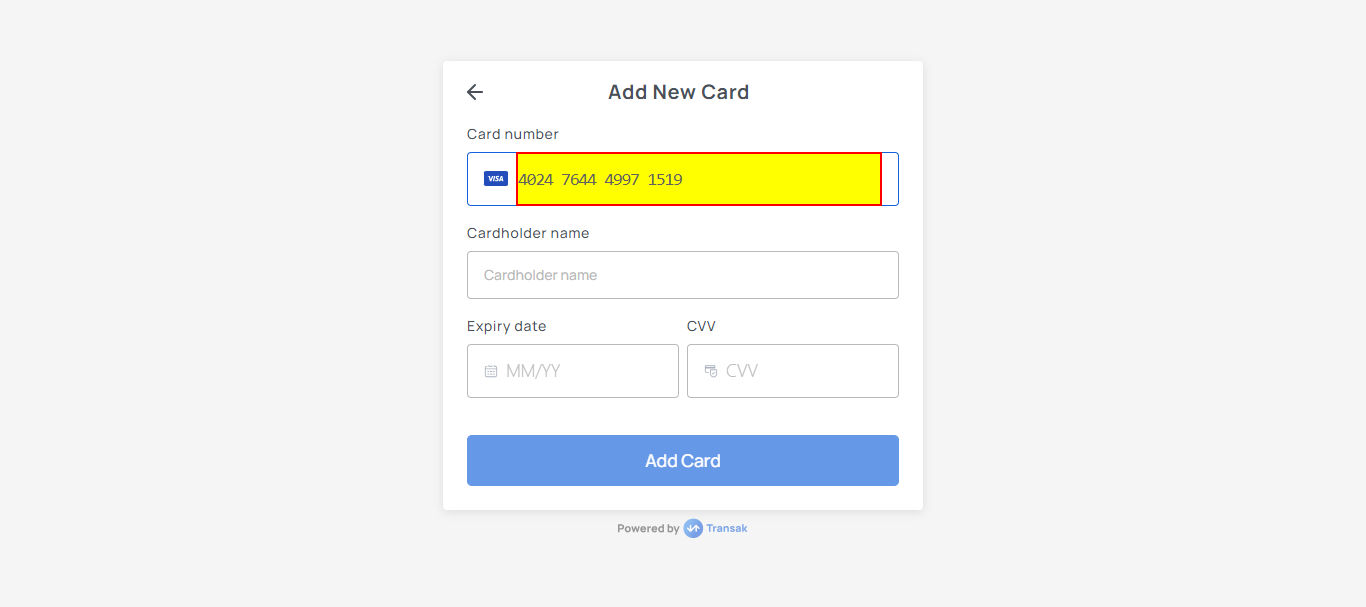 Add New Card
Card number
VISA 4024 7644 4997 1519
Cardholder name
Cardholder name
Expiry date CVV
MM/YY CVV
Add Card
Powered by Transak